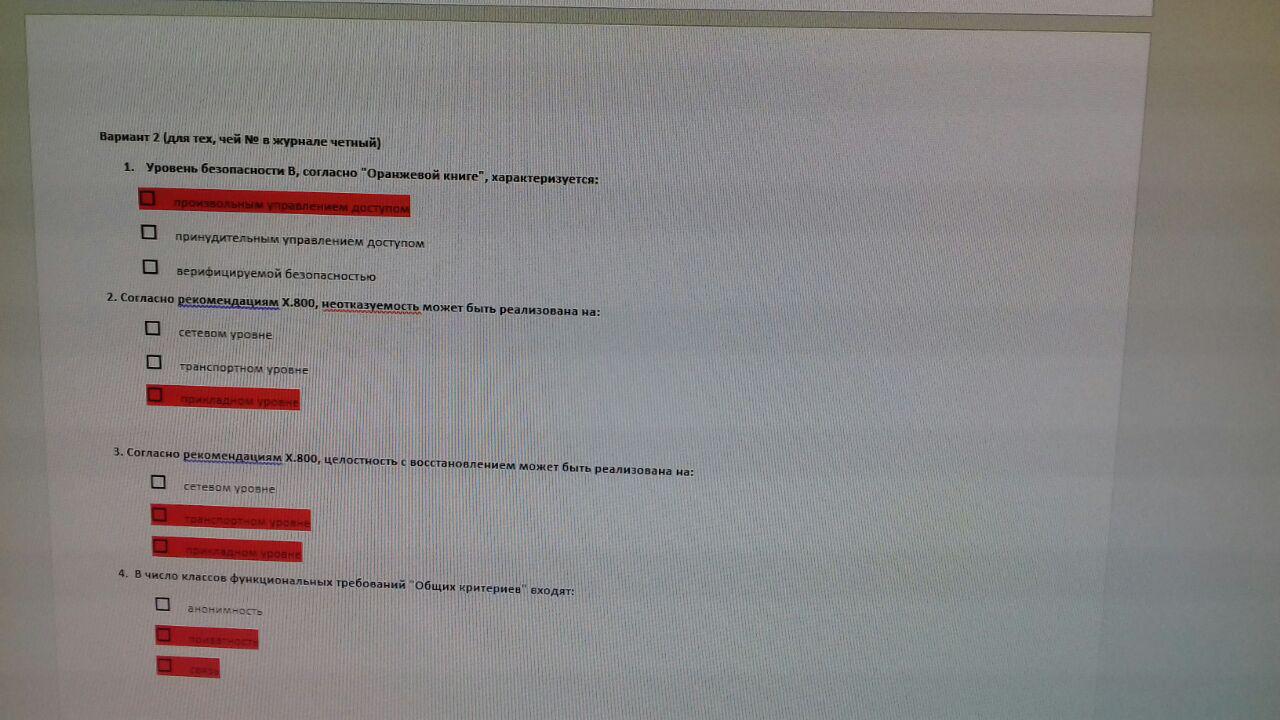 Вариант 2 (для тех, чей № в журнале четный)
1. Уровень безопасности В, согласно "Оранжевой книге", характеризуется:
произвольным управлением доступом
принудительным управлением доступом
верифицируемой безопасностью
2. Согласно рекомендациям X.800, неотказуемость может быть реализована на:
сетевом уровне
транспортном уровне
прикладном уровне
3. Согласно рекомендациям X.800, целостность с восстановлением может быть реализована на:
сетевом уровне
транспортном уровне
прикладном уровне
4. В число классов функциональных требований "Общих критериев" входят:
анонимность
приватность
связь